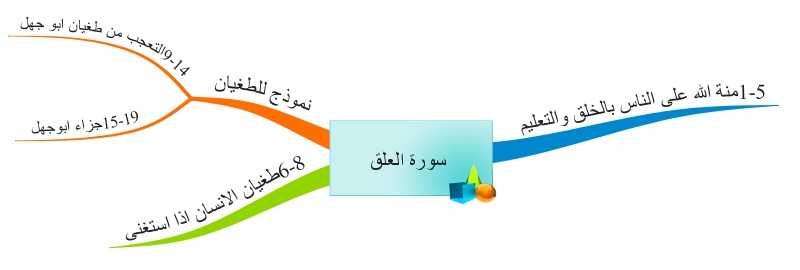 سورة العلق
1-5منة الله على الناس بالخلق والتعليم
6-8طغيان الانسان اذا استغنى
نموذج للطغيان
9-14التعجب من طغيان ابو جهل
15-19جزاء ابوجهل